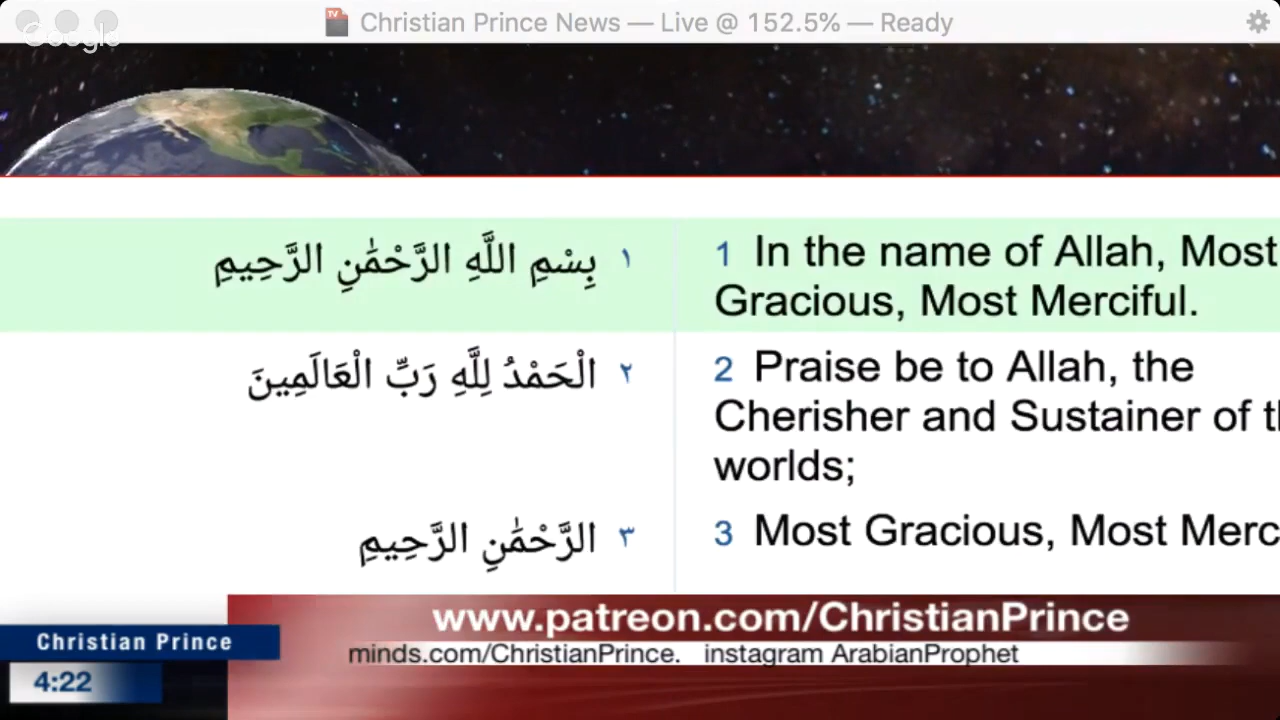 Christian Prince News — Live @ 152.5% — Ready
Google
بِسْمِ اللَّهِ الرَّحْمَٰنِ الرَّحِيمِ ١
1 In the name of Allah, Most
Gracious, Most Merciful.
الْحَمْدُ لِلَّهِ رَبِّ الْعَالَمِينَ ٢
2 Praise be to Allah, the
Cherisher and Sustainer of th
worlds;
الرَّحْمَٰنِ الرَّحِيمِ ٣
3 Most Gracious, Most Merc
www.patreon.com/ChristianPrince
Christian Prince
minds.com/ChristianPrince. instagram ArabianProphet
4:22